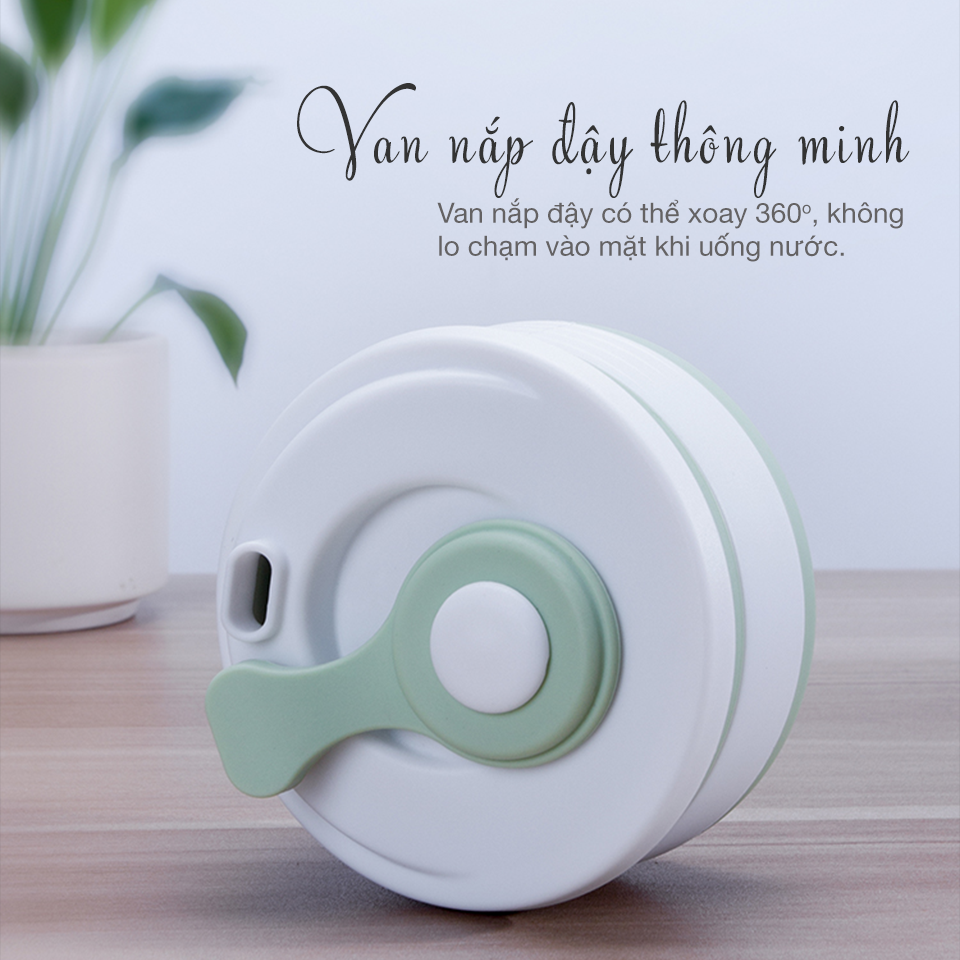 Van nắp đậy thông minh
Van nắp đậy có thể xoay 360º, không
lo chạm vào mặt khi uống nước.